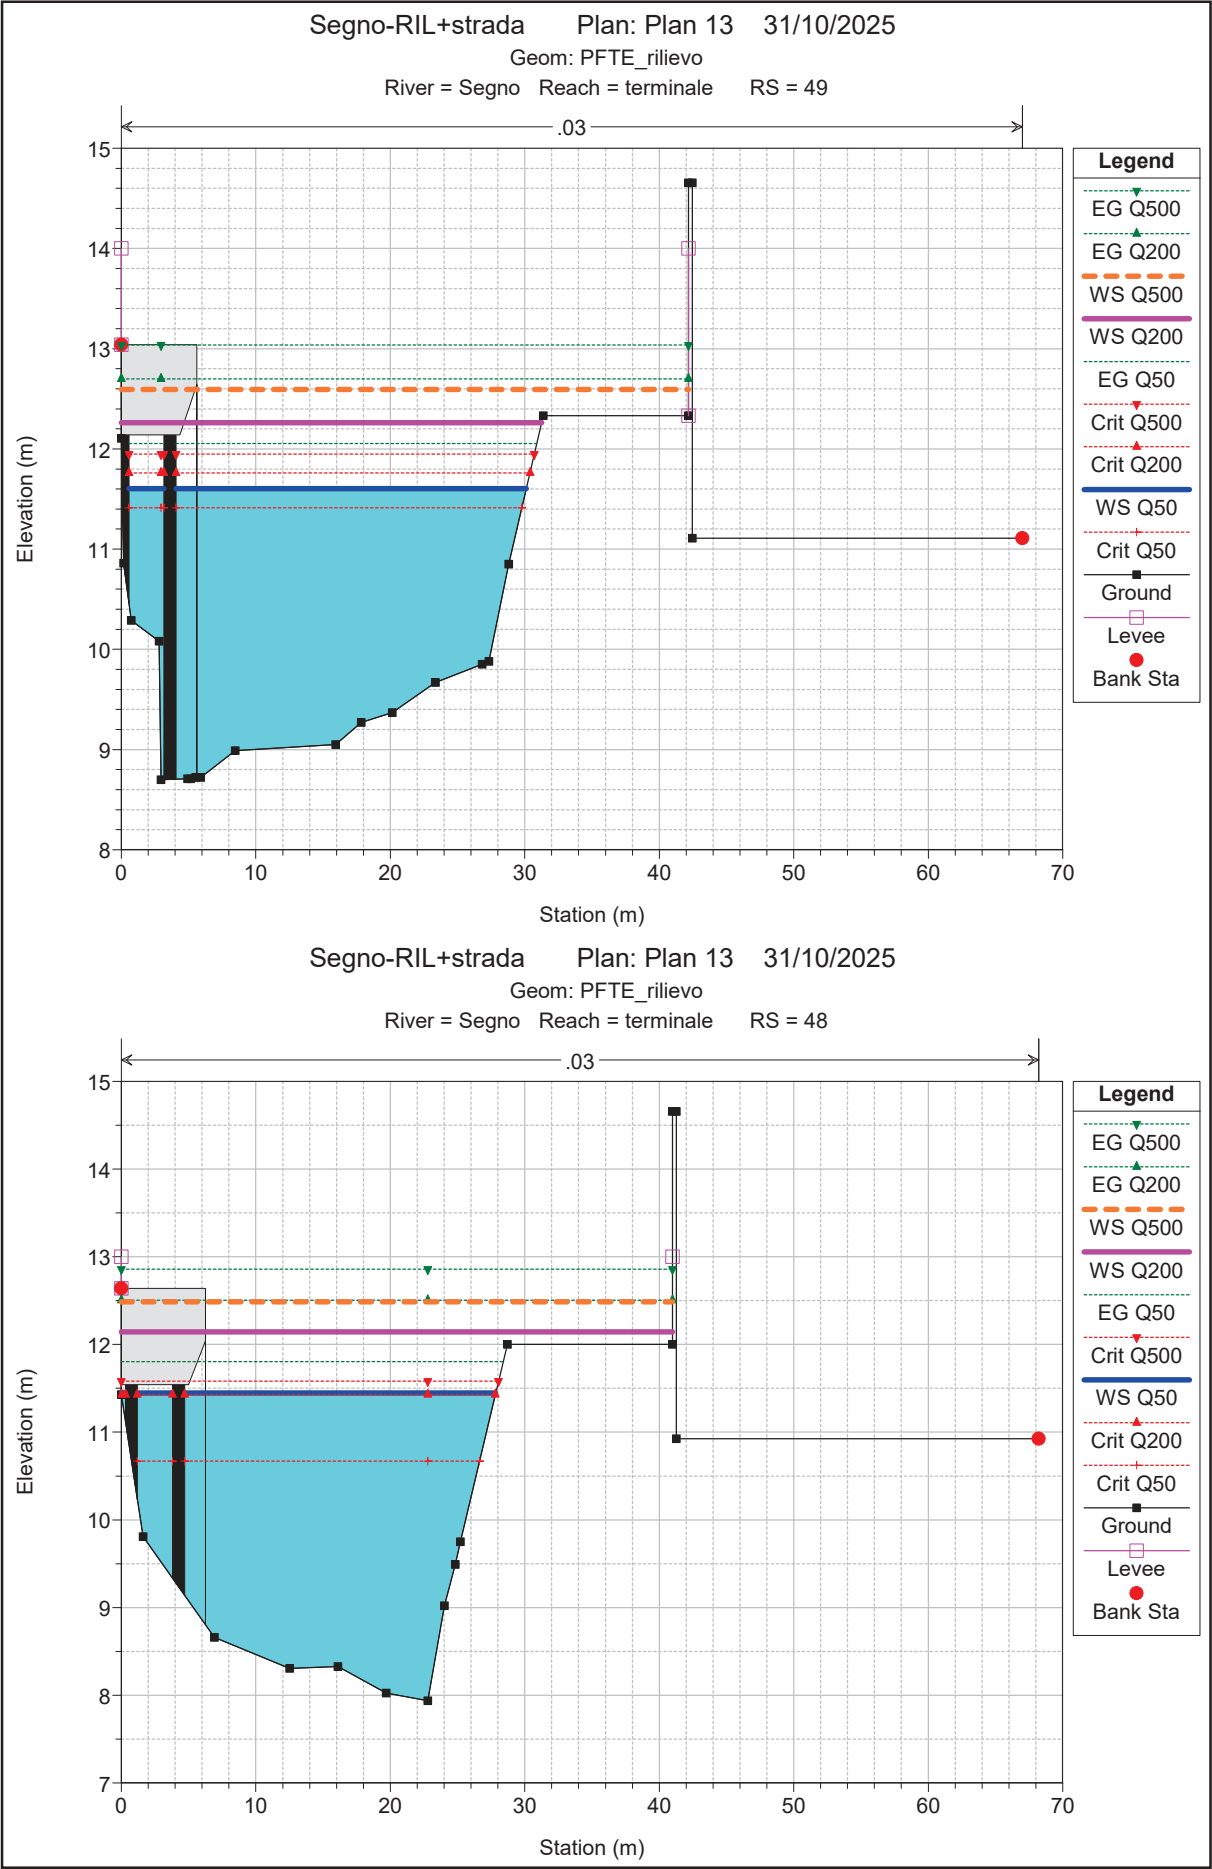 Segno-RIL+strada Plan: Plan 13 31/10/2025
Geom: PFTE_rilievo
River = Segno Reach = terminale RS = 49
.03
15
14
13
12
11
10
9
8
Elevation (m)
0 10 20 30 40 50 60 70
Station (m)
Legend
EG Q500
EG Q200
WS Q500
WS Q200
EG Q50
Crit Q500
Crit Q200
WS Q50
Crit Q50
Ground
Levee
Bank Sta
Segno-RIL+strada Plan: Plan 13 31/10/2025
Geom: PFTE_rilievo
River = Segno Reach = terminale RS = 48
.03
15
14
13
12
11
10
9
8
7
Elevation (m)
0 10 20 30 40 50 60 70
Station (m)
Legend
EG Q500
EG Q200
WS Q500
WS Q200
EG Q50
Crit Q500
WS Q50
Crit Q200
Crit Q50
Ground
Levee
Bank Sta